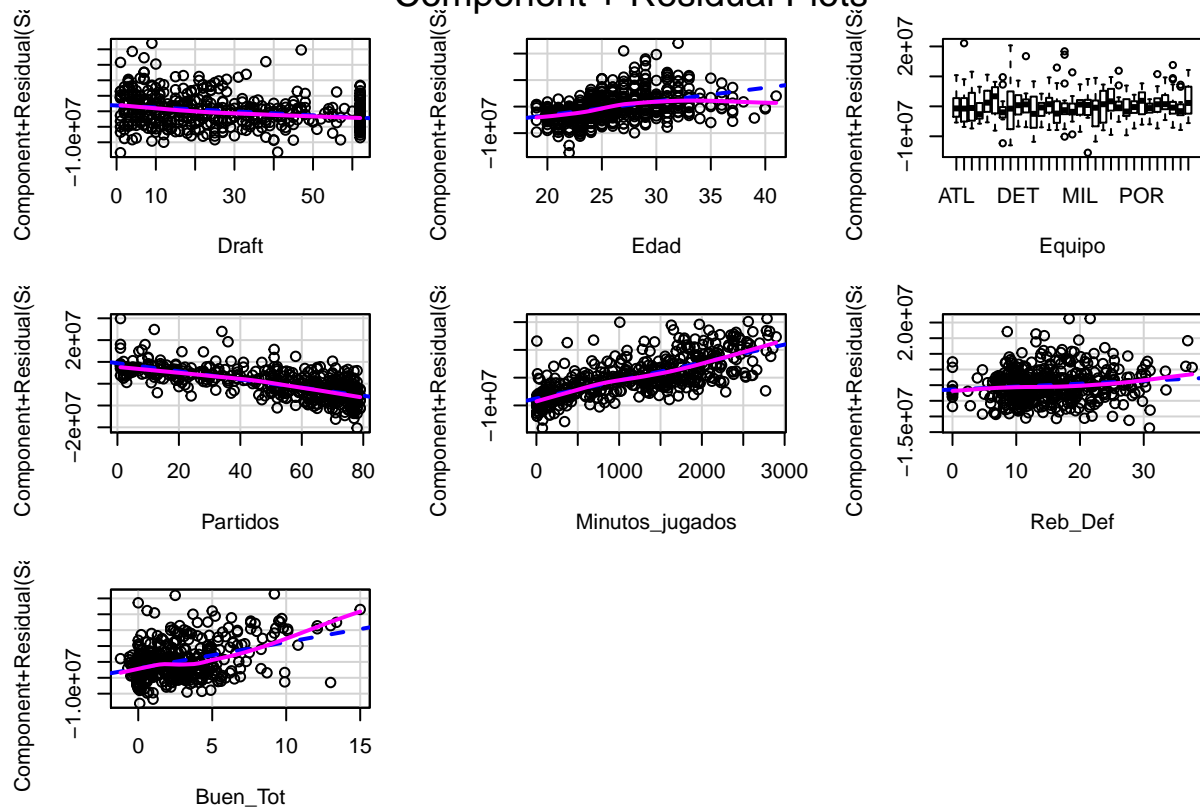 Component + Residual Plots
Component+Residual(Sa
−1.0e+07
0 10 30 50
Draft
Component+Residual(Sa
−1e+07
20 25 30 35 40
Edad
Component+Residual(Sa
−1e+07 2e+07
ATL DET MIL POR
Equipo
Component+Residual(Sa
−2e+07 2e+07
0 20 40 60 80
Partidos
Component+Residual(Sa
−1e+07
0 1000 2000 3000
Minutos_jugados
Component+Residual(Sa
−1.5e+07 2.0e+07
0 10 20 30
Reb_Def
Component+Residual(Sa
−1.0e+07
0 5 10 15
Buen_Tot